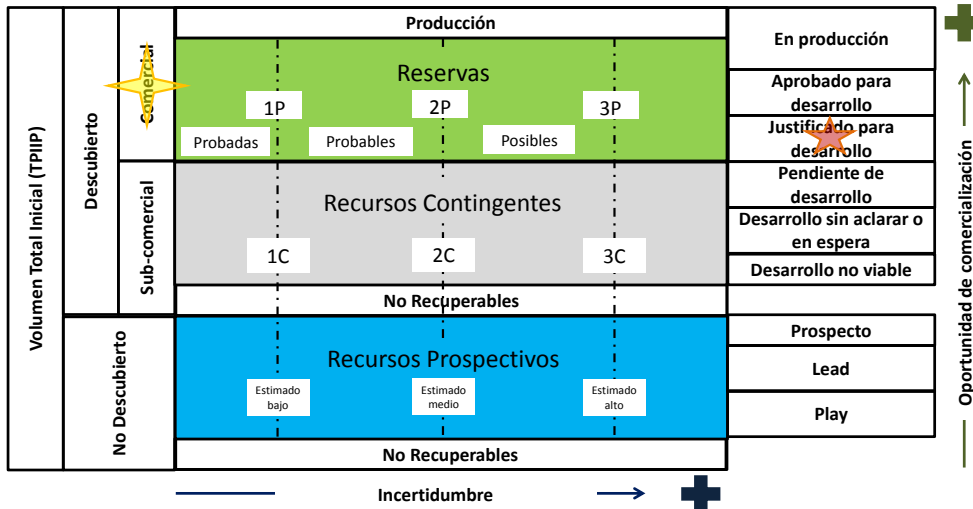 Volumen Total Inicial (TPIIP)
Descubierto
No Descubierto
Comercial
Sub-comercial
Producción
Reservas
1P
2P
3P
Probadas
Probables
Posibles
Recursos Contingentes
1C
2C
3C
No Recuperables
Recursos Prospectivos
Estimado
bajo
Estimado
medio
Estimado
alto
No Recuperables
En producción
Aprobado para
desarrollo
Justificado para
desarrollo
Pendiente de
desarrollo
Desarrollo sin aclarar o
en espera
Desarrollo no viable
Prospecto
Lead
Play
Oportunidad de comercialización
Incertidumbre